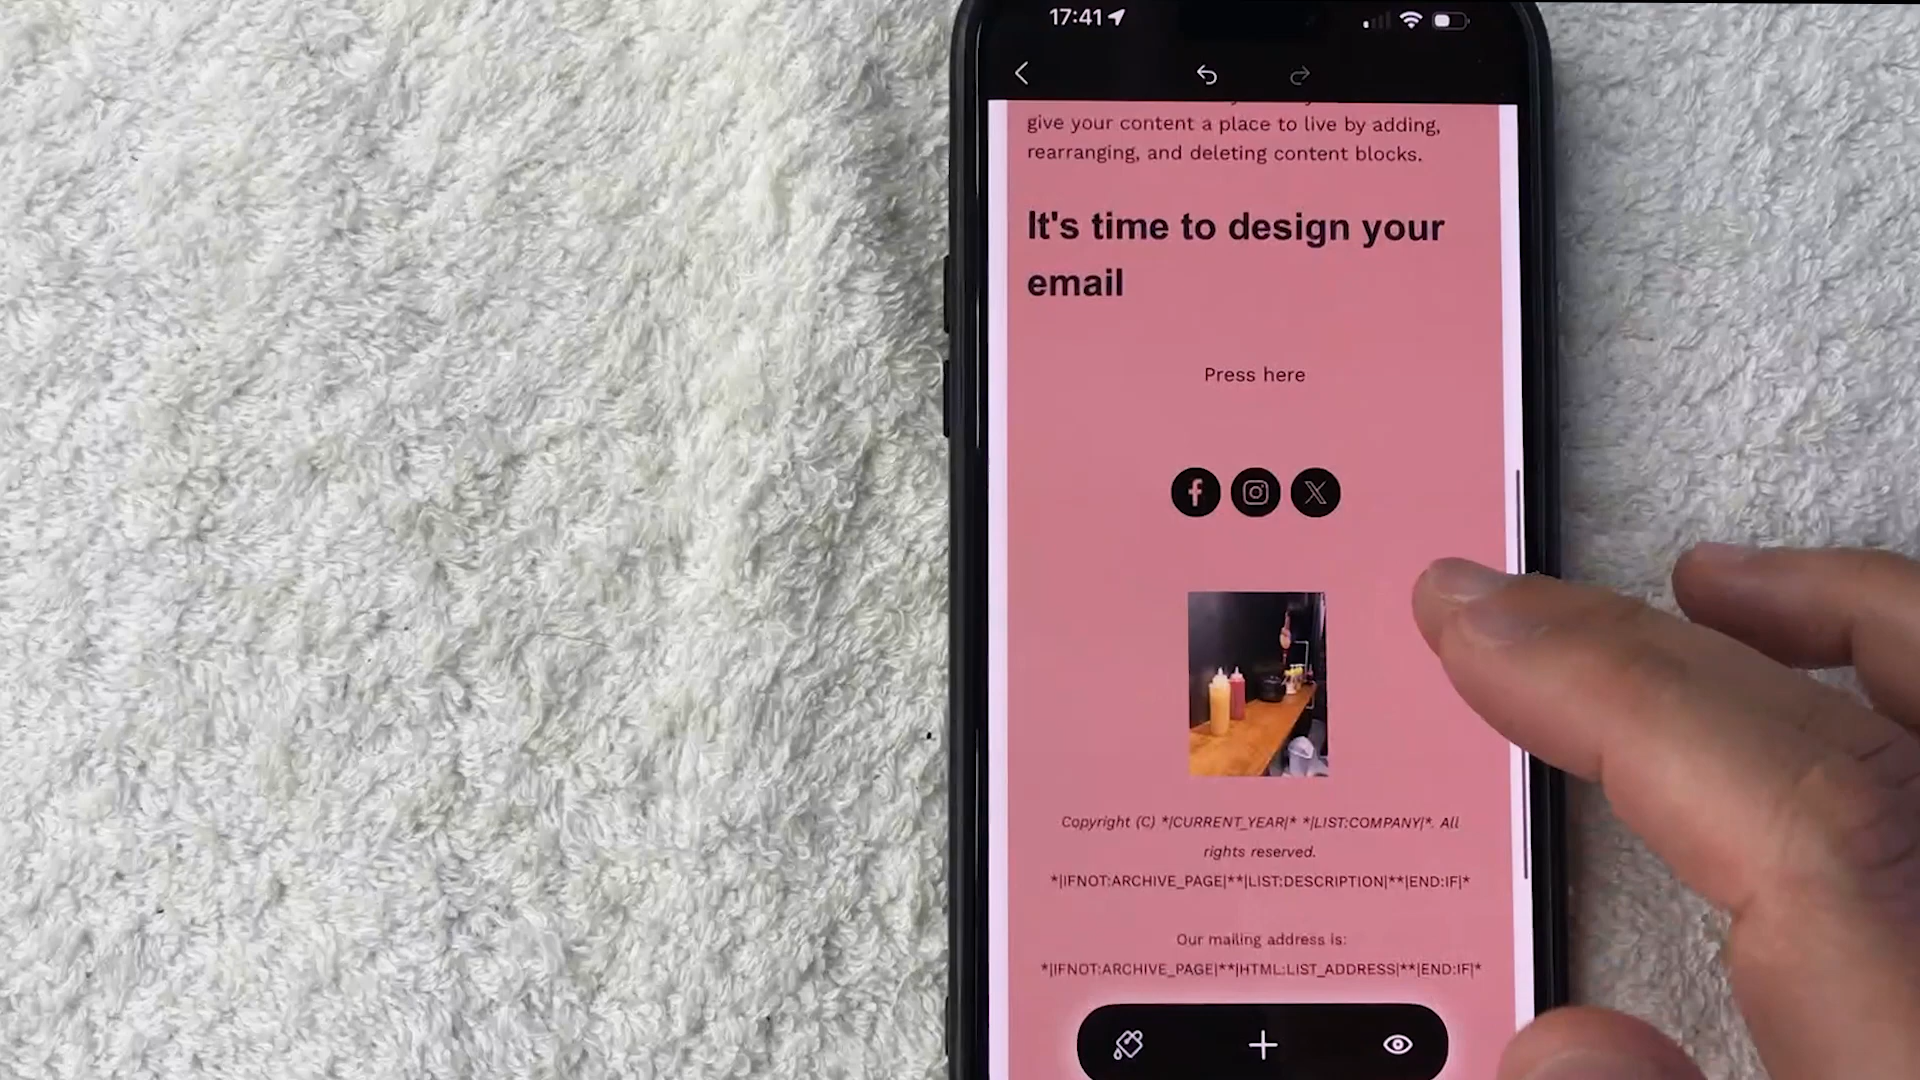 17:41
give your content a place to live by adding,
rearranging, and deleting content blocks.
It's time to design your
email
Press here
Copyright (C) *|CURRENT_YEAR|* *|LIST:COMPANY|*. All
rights reserved.
*|IFNOT:ARCHIVE_PAGE|**|LIST:DESCRIPTION|**|END:IF|*
Our mailing address is:
*|IFNOT:ARCHIVE_PAGE|**|HTML:LIST_ADDRESS|**|END:IF|*